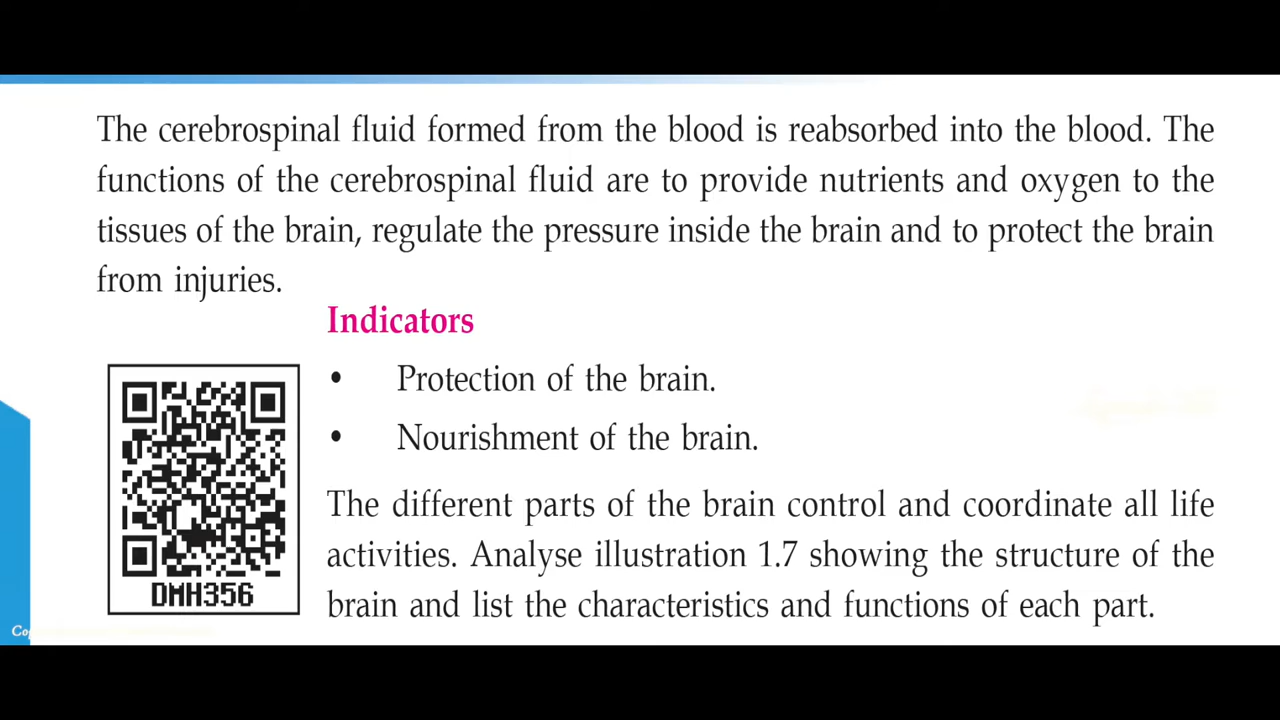 The cerebrospinal fluid formed from the blood is reabsorbed into the blood. The
functions of the cerebrospinal fluid are to provide nutrients and oxygen to the
tissues of the brain, regulate the pressure inside the brain and to protect the brain
from injuries.
Indicators
• Protection of the brain.
• Nourishment of the brain.
The different parts of the brain control and coordinate all life
activities. Analyse illustration 1.7 showing the structure of the
brain and list the characteristics and functions of each part.
DMH356